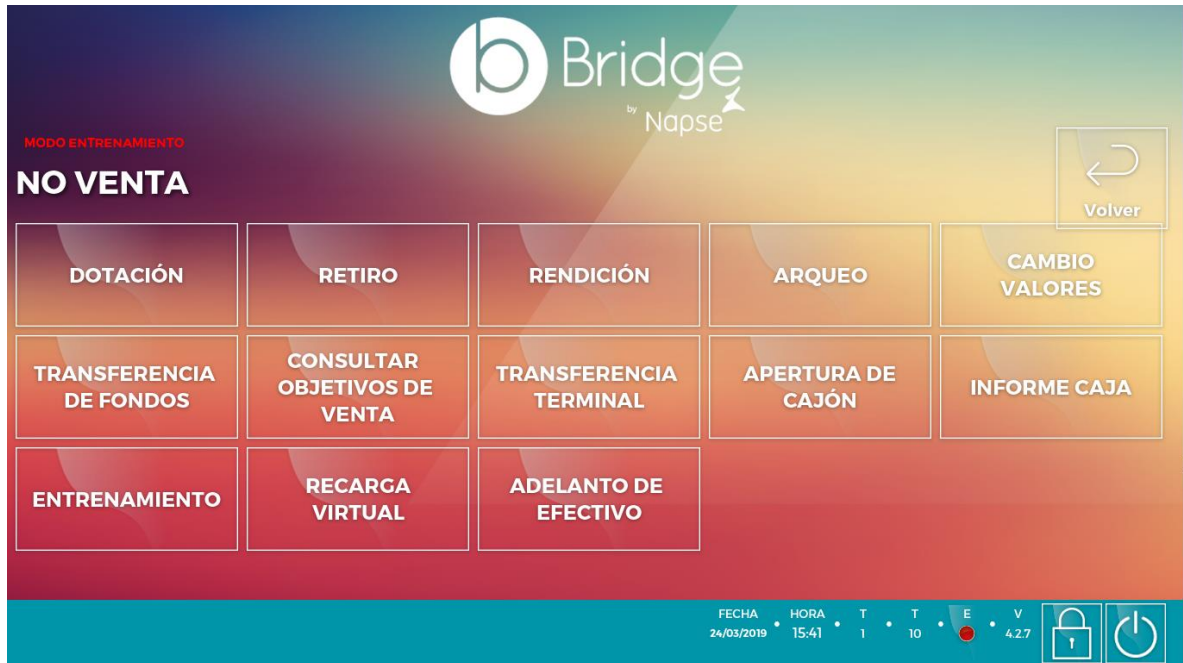 b Bridge
by Napse
MODO ENTRENAMIENTO
NO VENTA
Volver
DOTACIÓN
RETIRO
RENDICIÓN
ARQUEO
CAMBIO
VALORES
TRANSFERENCIA
DE FONDOS
CONSULTAR
OBJETIVOS DE
VENTA
TRANSFERENCIA
TERMINAL
APERTURA DE
CAJÓN
INFORME CAJA
ENTRENAMIENTO
RECARGA
VIRTUAL
ADELANTO DE
EFECTIVO
FECHA HORA T T E V
24/03/2019 15:41 1 10 4.2.7